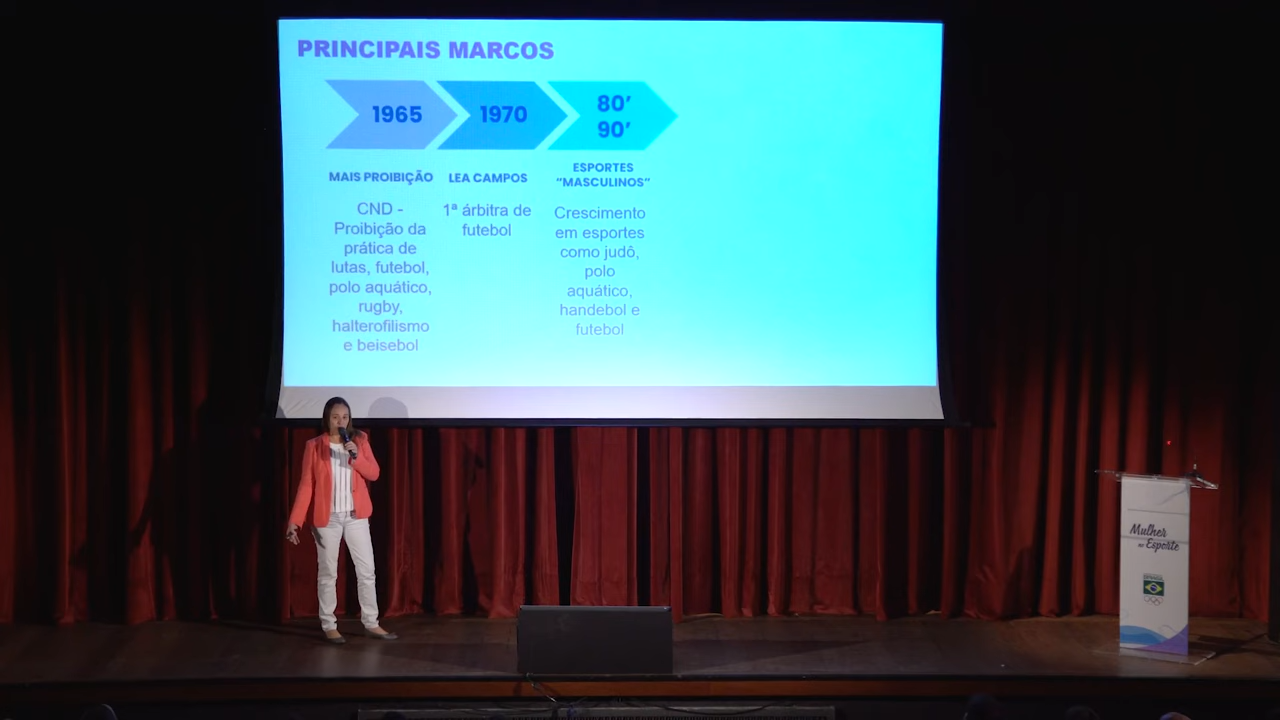 PRINCIPAIS MARCOS
1965
1970
80’
90’
MAIS PROIBIÇÃO
CND -
Proibição da
prática de
lutas, futebol,
polo aquático,
rugby,
halterofilismo
e beisebol
LEA CAMPOS
1ª árbitra de
futebol
ESPORTES
“MASCULINOS”
Crescimento
em esportes
como judô,
polo
aquático,
handebol e
futebol
Mulher
no Esporte